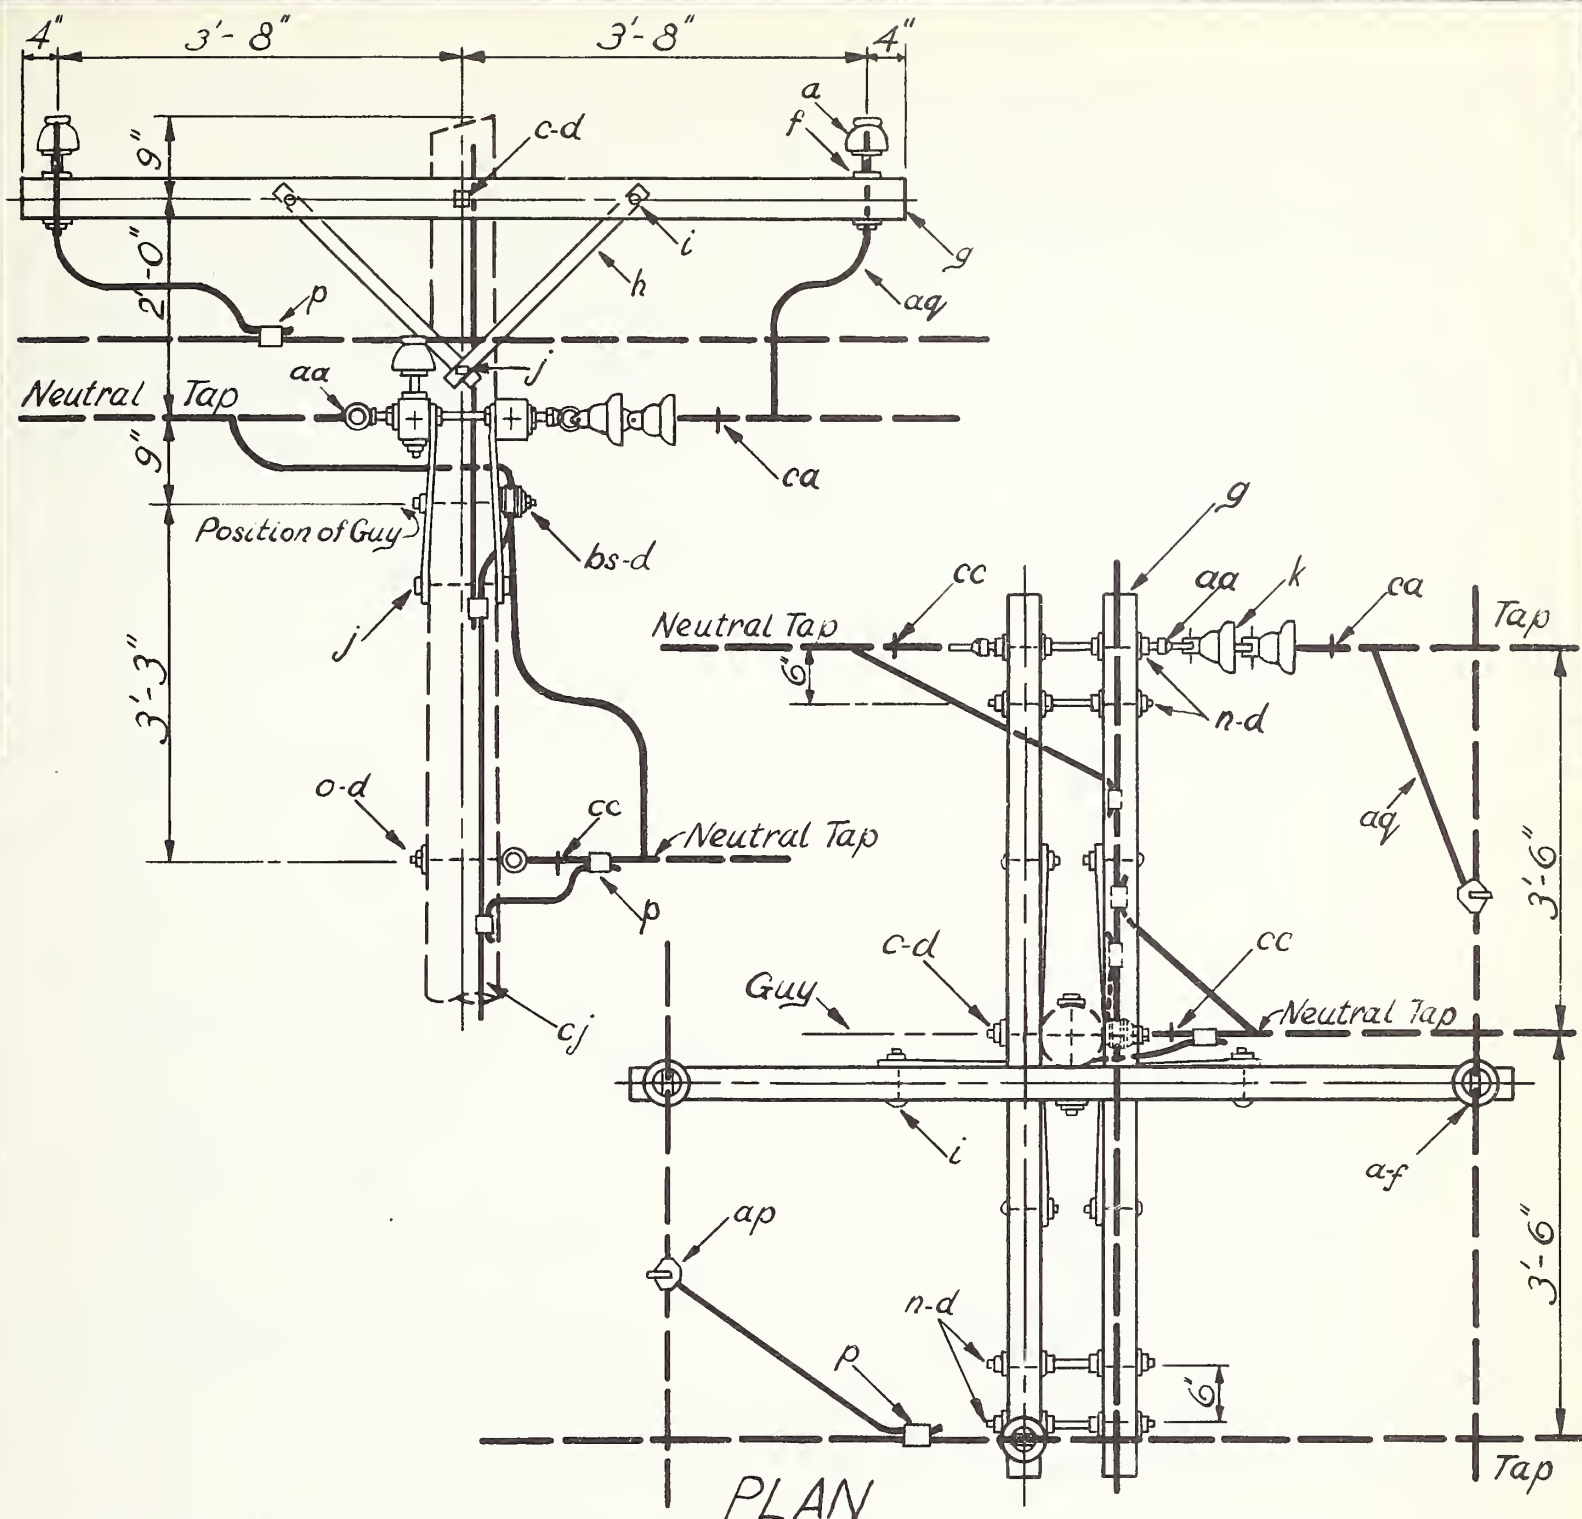 4" 3'-8" 3'-8" 4"
a
f
9"
c-d
i
g
2'-0"
h
p
aq
j
aa
Neutral Tap
9"
ca
Position of Guy
bs-d
g
cc
aa
k
ca
Tap
Neutral Tap
j
6"
3'-3"
n-d
o-d
cc
Neutral Tap
aq
3'-6"
p
c-d
cc
Guy
Neutral Tap
cj
i
a-f
ap
3'-6"
n-d
p
6"
Tap
PLAN